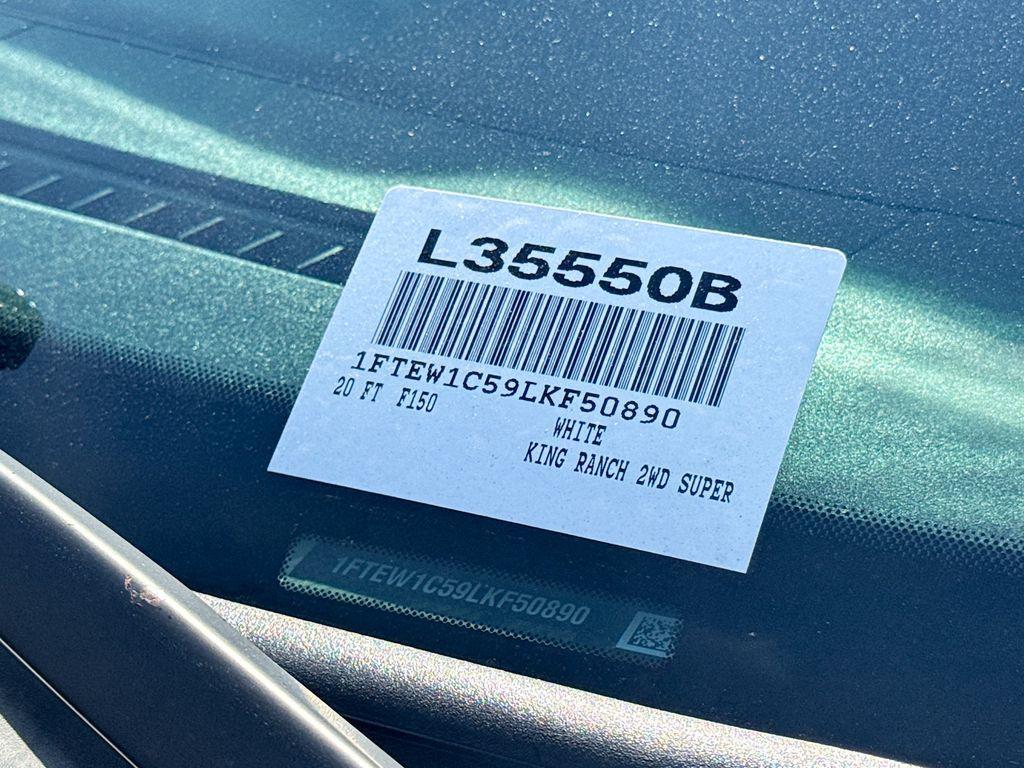 L35550B
1FTEW1C59LKF50890
20 FT F150
WHITE
KING RANCH 2WD SUPER
1FTEW1C59LKF50890